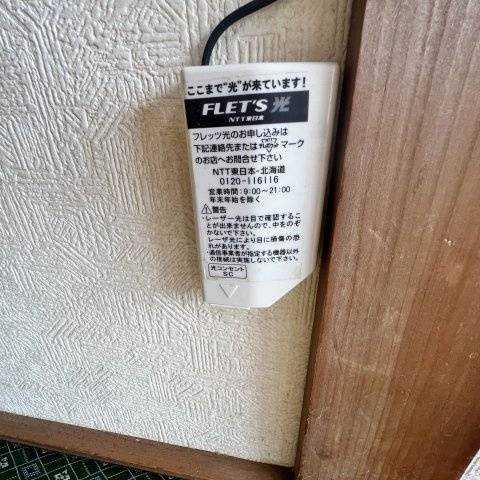 ここまで"光"が来ています!
FLET'S 光
NTT東日本
フレッツ光のお申し込みは
下記連絡先または マーク
のお店へお問合せ下さい
NTT東日本-北海道
0120-116116
営業時間:9:00~21:00
年末年始を除く
⚠警告
・レーザー光は目で確認するこ
とが出来ませんので、中をのぞ
かないで下さい。
レーザ光により目に損傷の恐
れがあります。
・通信事業者が指定する機器以外
の接続は実施しないで下さい。
光コンセント
SC